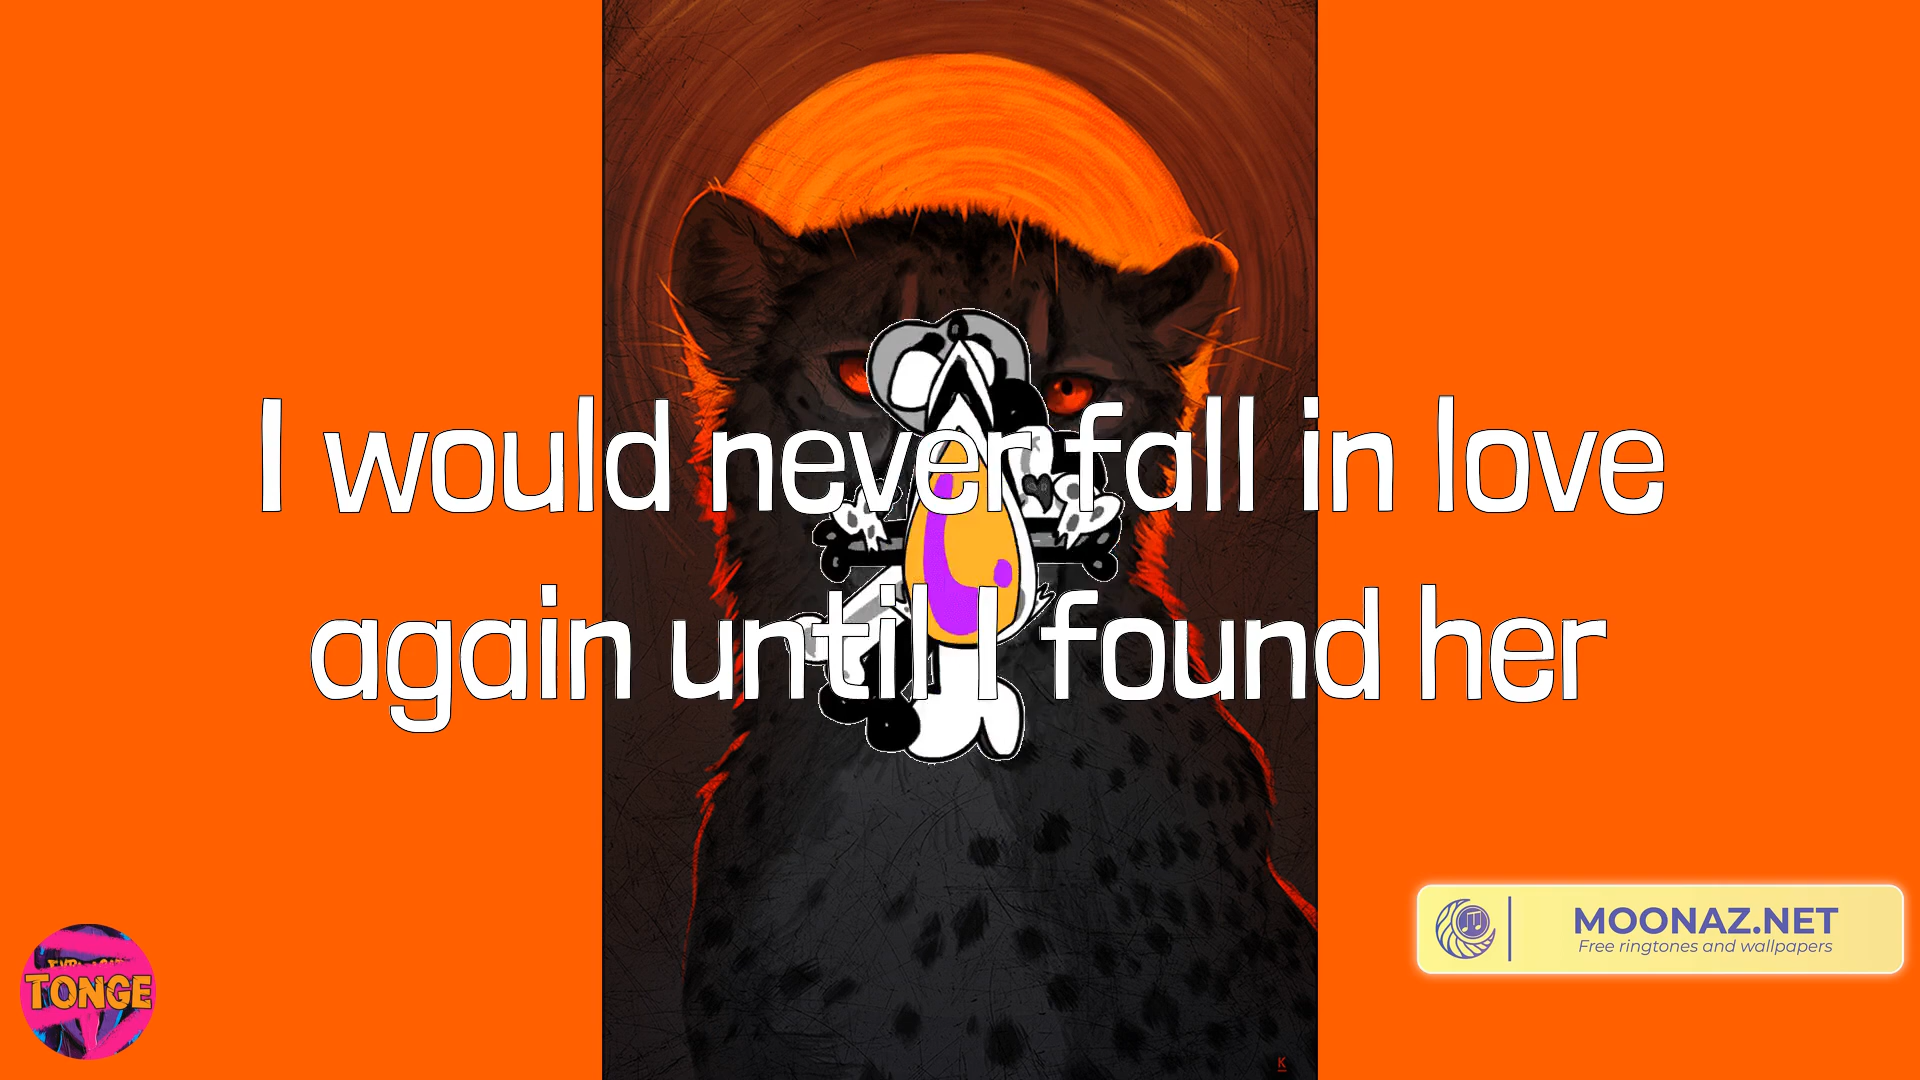 I would never fall in love
again until I found her
MOONAZ.NET
Free ringtones and wallpapers
TONGE
K